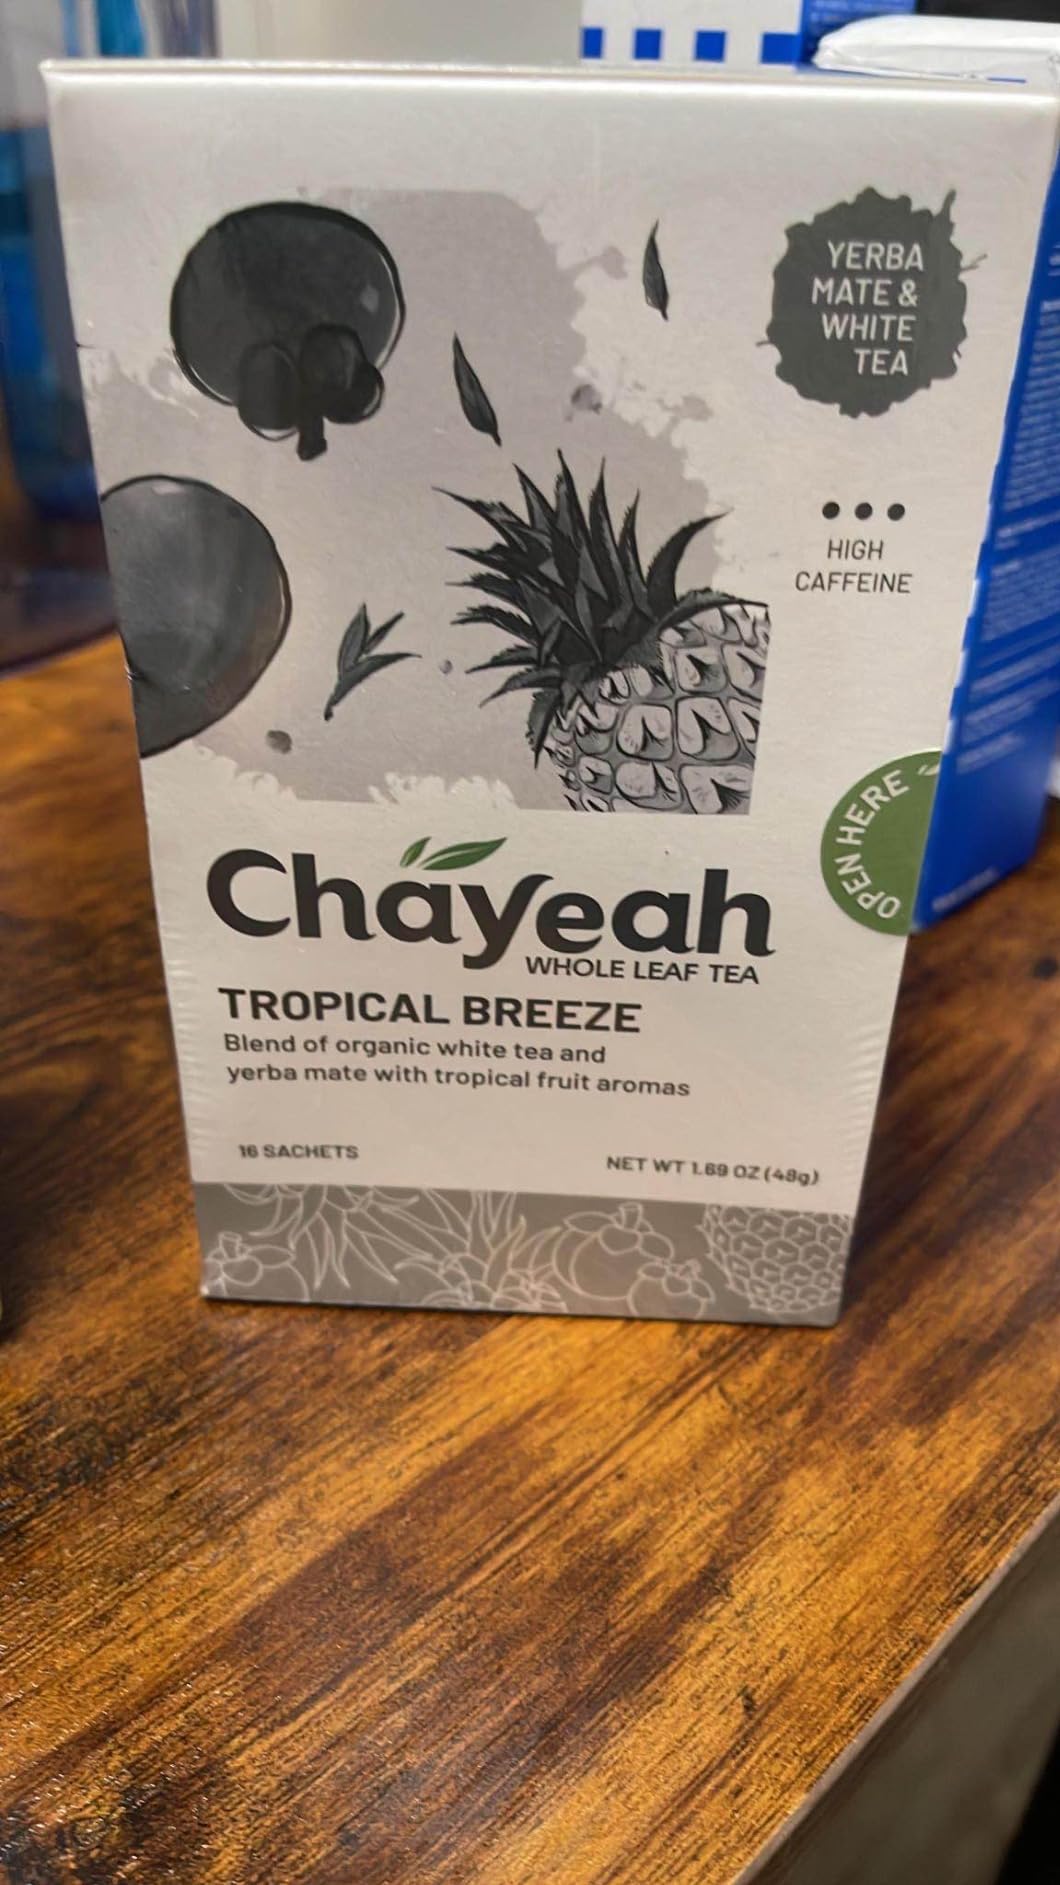 YERBA
MATE &
WHITE
TEA
HIGH
CAFFEINE
OPEN HERE
Chayeah
WHOLE LEAF TEA
TROPICAL BREEZE
Blend of organic white tea and
yerba mate with tropical fruit aromas
16 SACHETS
NET WT 1.69 OZ (48g)